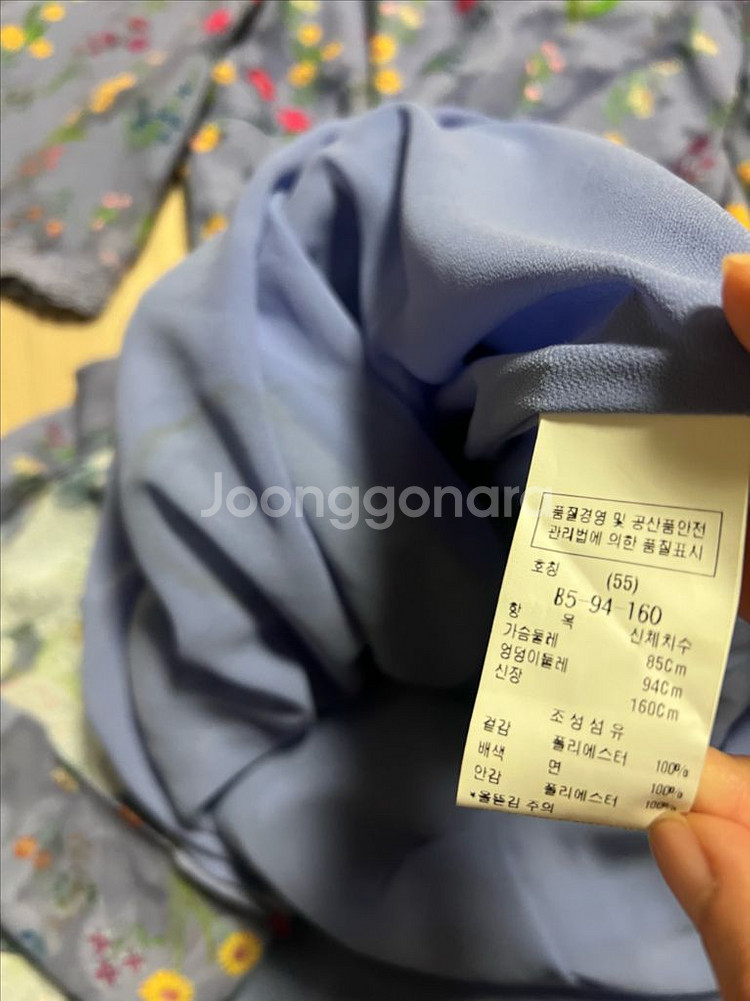 Joonggonara
품질경영 및 공산품안전
관리법에 의한 품질표시
호칭 (55)
85-94-160
항 목 신체치수
가슴둘레 85Cm
엉덩이둘레 94Cm
신장 160Cm
조성섬유
겉감 폴리에스터 100%
배색 면 100%
안감 폴리에스터 100%
*올뜯김 주의